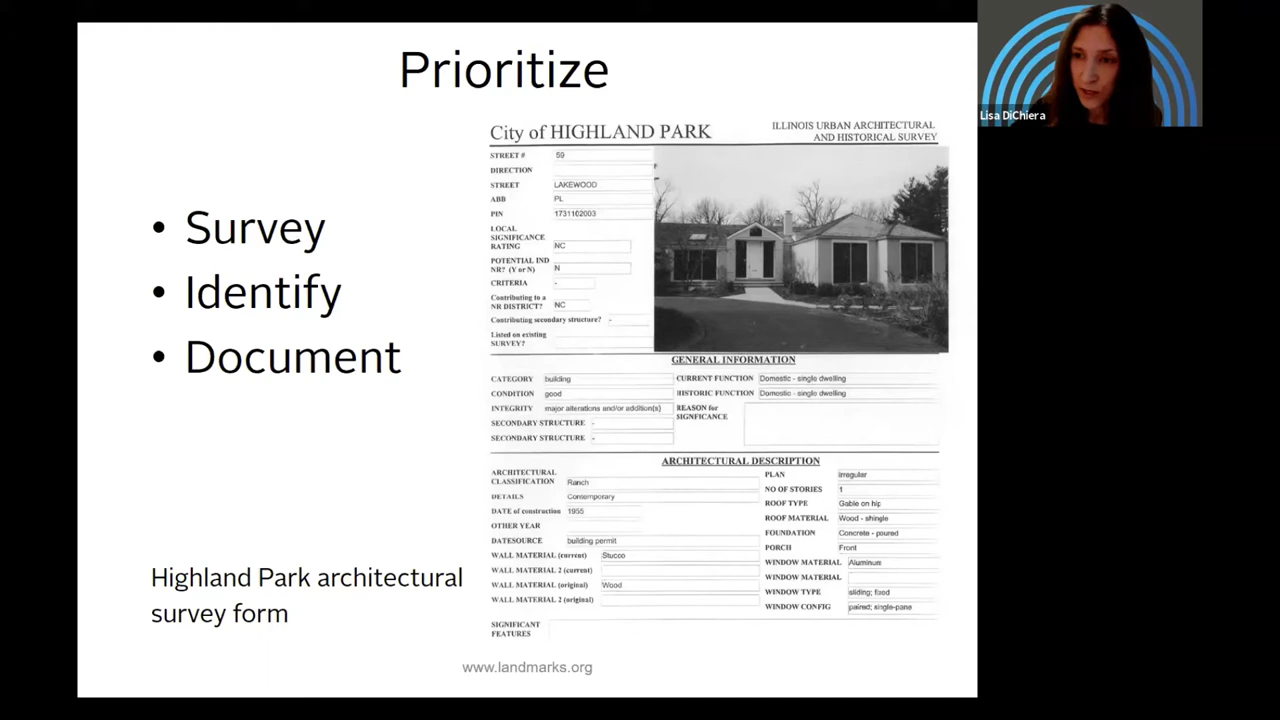 Prioritize
• Survey
• Identify
• Document
Highland Park architectural
survey form
City of HIGHLAND PARK
ILLINOIS URBAN ARCHITECTURAL
AND HISTORICAL SURVEY
STREET # 59
DIRECTION
STREET LAKEWOOD
ABB PL
PIN 1731102003
LOCAL
SIGNIFICANCE
RATING NC
POTENTIAL IND
NR? (Y or N) N
CRITERIA -
Contributing to a
NR DISTRICT? NC
Contributing secondary structure? -
Listed on existing
SURVEY?
GENERAL INFORMATION
CATEGORY building
CONDITION good
INTEGRITY major alterations and/or addition(s)
SECONDARY STRUCTURE -
SECONDARY STRUCTURE -
CURRENT FUNCTION Domestic - single dwelling
HISTORIC FUNCTION Domestic - single dwelling
REASON for
SIGNFICANCE
ARCHITECTURAL DESCRIPTION
ARCHITECTURAL
CLASSIFICATION Ranch
DETAILS Contemporary
DATE of construction 1955
OTHER YEAR
DATESOURCE building permit
WALL MATERIAL (current) Stucco
WALL MATERIAL 2 (current)
WALL MATERIAL (original) Wood
WALL MATERIAL 2 (original)
PLAN irregular
NO OF STORIES 1
ROOF TYPE Gable on hip
ROOF MATERIAL Wood - shingle
FOUNDATION Concrete - poured
PORCH Front
WINDOW MATERIAL Aluminum
WINDOW MATERIAL
WINDOW TYPE sliding; fixed
WINDOW CONFIG paired; single-pane
SIGNIFICANT
FEATURES
www.landmarks.org
Lisa DiChiera